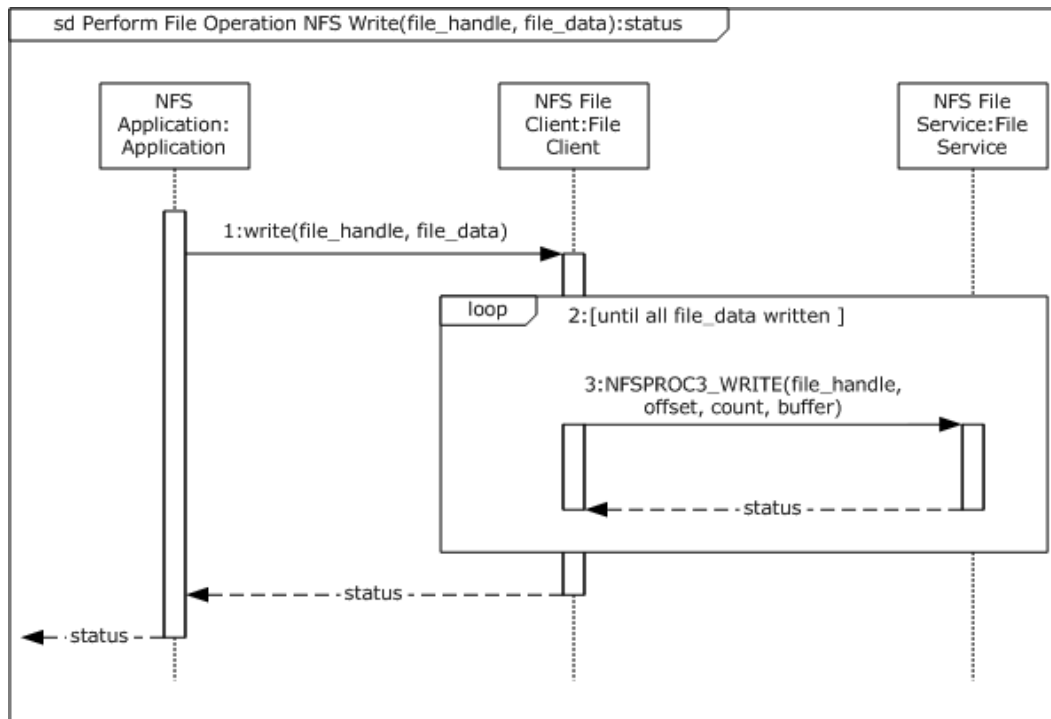 sd Perform File Operation NFS Write(file_handle, file_data):status
NFS
Application:
Application
NFS File
Client:File
Client
NFS File
Service:File
Service
1:write(file_handle, file_data)
loop
2:[until all file_data written ]
3:NFSPROC3_WRITE(file_handle,
offset, count, buffer)
status
status
status